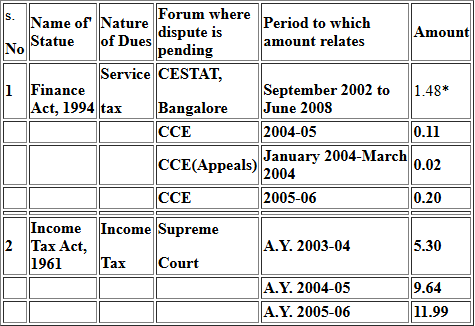 s. No Name of' Statue Nature of Dues Forum where dispute is pending Period to which amount relates Amount
1 Finance Act, 1994 Service tax CESTAT, Bangalore September 2002 to June 2008 1.48*
CCE 2004-05 0.11
CCE(Appeals) January 2004-March 2004 0.02
CCE 2005-06 0.20
2 Income Tax Act, 1961 Income Tax Supreme Court A.Y. 2003-04 5.30
A.Y. 2004-05 9.64
A.Y. 2005-06 11.99